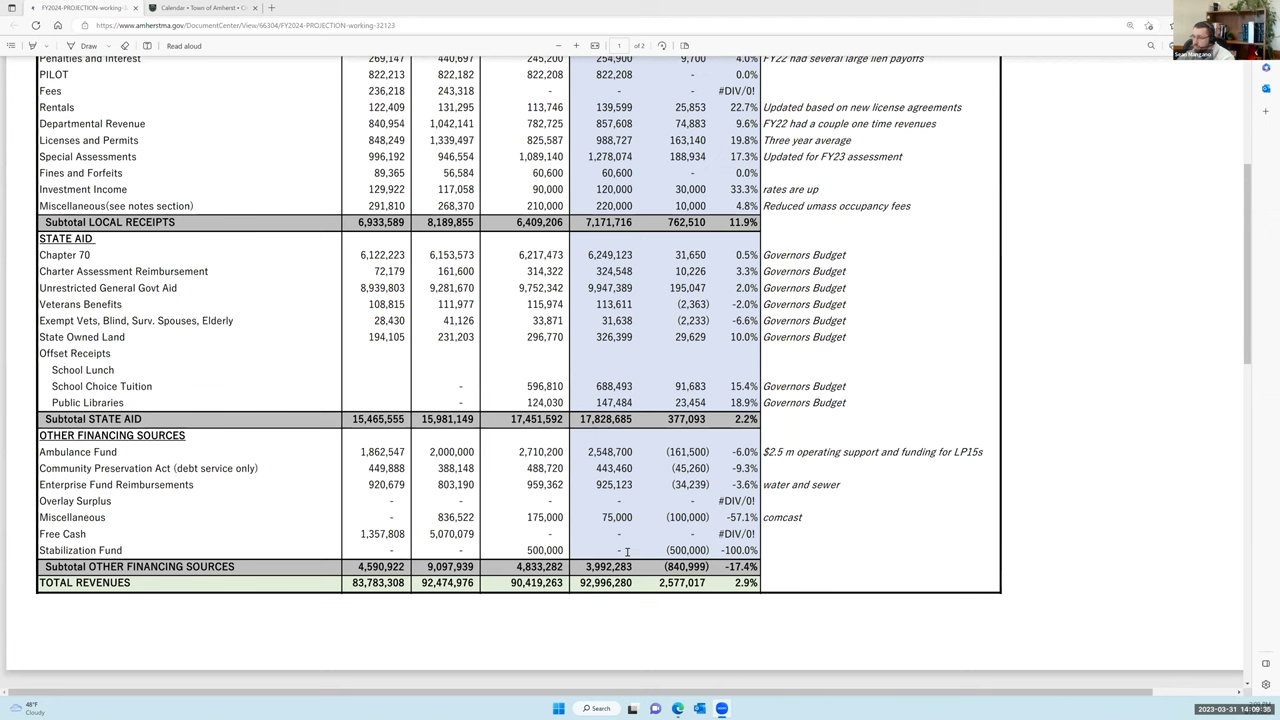 FY2024-PROJECTION-working-32123
Calendar • Town of Amherst • C
https://www.amherstma.gov/DocumentCenter/View/66304/FY2024-PROJECTION-working-32123
Draw
Read aloud
1 of 2
Sean Mangano
Penalties and Interest 269,147 440,697 245,200 254,900 9,700 4.0% FY22 had several large lien payoffs
PILOT 822,213 822,182 822,208 822,208 - 0.0%
Fees 236,218 243,318 - - - #DIV/0!
Rentals 122,409 131,295 113,746 139,599 25,853 22.7% Updated based on new license agreements
Departmental Revenue 840,954 1,042,141 782,725 857,608 74,883 9.6% FY22 had a couple one time revenues
Licenses and Permits 848,249 1,339,497 825,587 988,727 163,140 19.8% Three year average
Special Assessments 996,192 946,554 1,089,140 1,278,074 188,934 17.3% Updated for FY23 assessment
Fines and Forfeits 89,365 56,584 60,600 60,600 - 0.0%
Investment Income 129,922 117,058 90,000 120,000 30,000 33.3% rates are up
Miscellaneous(see notes section) 291,810 268,370 210,000 220,000 10,000 4.8% Reduced umass occupancy fees
Subtotal LOCAL RECEIPTS 6,933,589 8,189,855 6,409,206 7,171,716 762,510 11.9%
STATE AID
Chapter 70 6,122,223 6,153,573 6,217,473 6,249,123 31,650 0.5% Governors Budget
Charter Assessment Reimbursement 72,179 161,600 314,322 324,548 10,226 3.3% Governors Budget
Unrestricted General Govt Aid 8,939,803 9,281,670 9,752,342 9,947,389 195,047 2.0% Governors Budget
Veterans Benefits 108,815 111,977 115,974 113,611 (2,363) -2.0% Governors Budget
Exempt Vets, Blind, Surv. Spouses, Elderly 28,430 41,126 33,871 31,638 (2,233) -6.6% Governors Budget
State Owned Land 194,105 231,203 296,770 326,399 29,629 10.0% Governors Budget
Offset Receipts
School Lunch
School Choice Tuition - 596,810 688,493 91,683 15.4% Governors Budget
Public Libraries - 124,030 147,484 23,454 18.9% Governors Budget
Subtotal STATE AID 15,465,555 15,981,149 17,451,592 17,828,685 377,093 2.2%
OTHER FINANCING SOURCES
Ambulance Fund 1,862,547 2,000,000 2,710,200 2,548,700 (161,500) -6.0% $2.5 m operating support and funding for LP15s
Community Preservation Act (debt service only) 449,888 388,148 488,720 443,460 (45,260) -9.3%
Enterprise Fund Reimbursements 920,679 803,190 959,362 925,123 (34,239) -3.6% water and sewer
Overlay Surplus - - - - - #DIV/0!
Miscellaneous - 836,522 175,000 75,000 (100,000) -57.1% comcast
Free Cash 1,357,808 5,070,079 - - - #DIV/0!
Stabilization Fund - - 500,000 - (500,000) -100.0%
Subtotal OTHER FINANCING SOURCES 4,590,922 9,097,939 4,833,282 3,992,283 (840,999) -17.4%
TOTAL REVENUES 83,783,308 92,474,976 90,419,263 92,996,280 2,577,017 2.9%
48°F
Cloudy
Search
2023-03-31 14:09:35